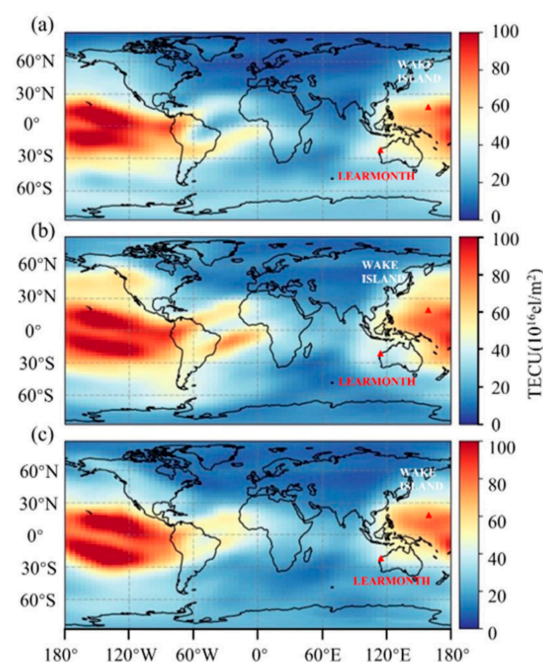 (a)
100
60°N
WAKE
ISLAND
80
30°N
60
0°
40
30°S
LEARMONTH
20
60°S
0
(b)
100
60°N
WAKE
ISLAND
80
30°N
60
0°
40
30°S
LEARMONTH
20
60°S
0
TECU(10¹⁶el/m²)
(c)
100
60°N
WAKE
ISLAND
80
30°N
60
0°
40
30°S
LEARMONTH
20
60°S
0
180° 120°W 60°W 0° 60°E 120°E 180°